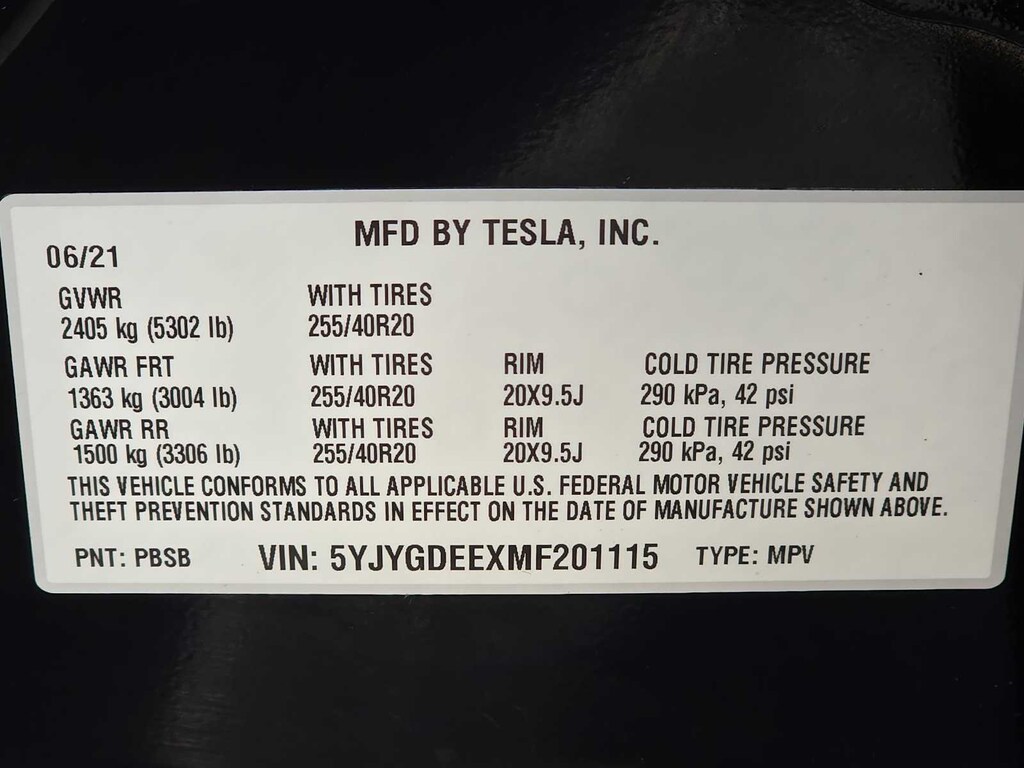 MFD BY TESLA, INC.
06/21
GVWR WITH TIRES
2405 kg (5302 lb) 255/40R20
GAWR FRT WITH TIRES RIM COLD TIRE PRESSURE
1363 kg (3004 lb) 255/40R20 20X9.5J 290 kPa, 42 psi
GAWR RR WITH TIRES RIM COLD TIRE PRESSURE
1500 kg (3306 lb) 255/40R20 20X9.5J 290 kPa, 42 psi
THIS VEHICLE CONFORMS TO ALL APPLICABLE U.S. FEDERAL MOTOR VEHICLE SAFETY AND
THEFT PREVENTION STANDARDS IN EFFECT ON THE DATE OF MANUFACTURE SHOWN ABOVE.
PNT: PBSB VIN: 5YJYGDEEXMF201115 TYPE: MPV